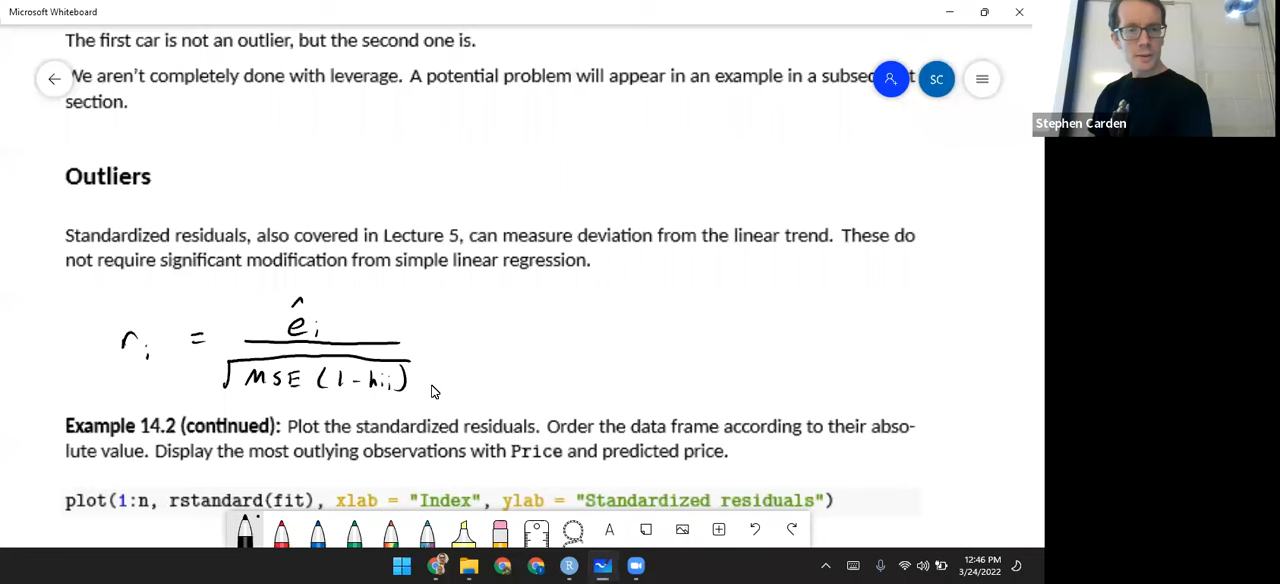 Microsoft Whiteboard
The first car is not an outlier, but the second one is.
We aren't completely done with leverage. A potential problem will appear in an example in a
section.
SC
Stephen Carden
Outliers
Standardized residuals, also covered in Lecture 5, can measure deviation from the linear trend. These do
not require significant modification from simple linear regression.
r_i = ê_i / √(MSE (1 - h_ii))
Example 14.2 (continued): Plot the standardized residuals. Order the data frame according to their abso-
lute value. Display the most outlying observations with Price and predicted price.
plot(1:n, rstandard(fit), xlab = "Index", ylab = "Standardized residuals")
A
R
12:46 PM
3/24/2022